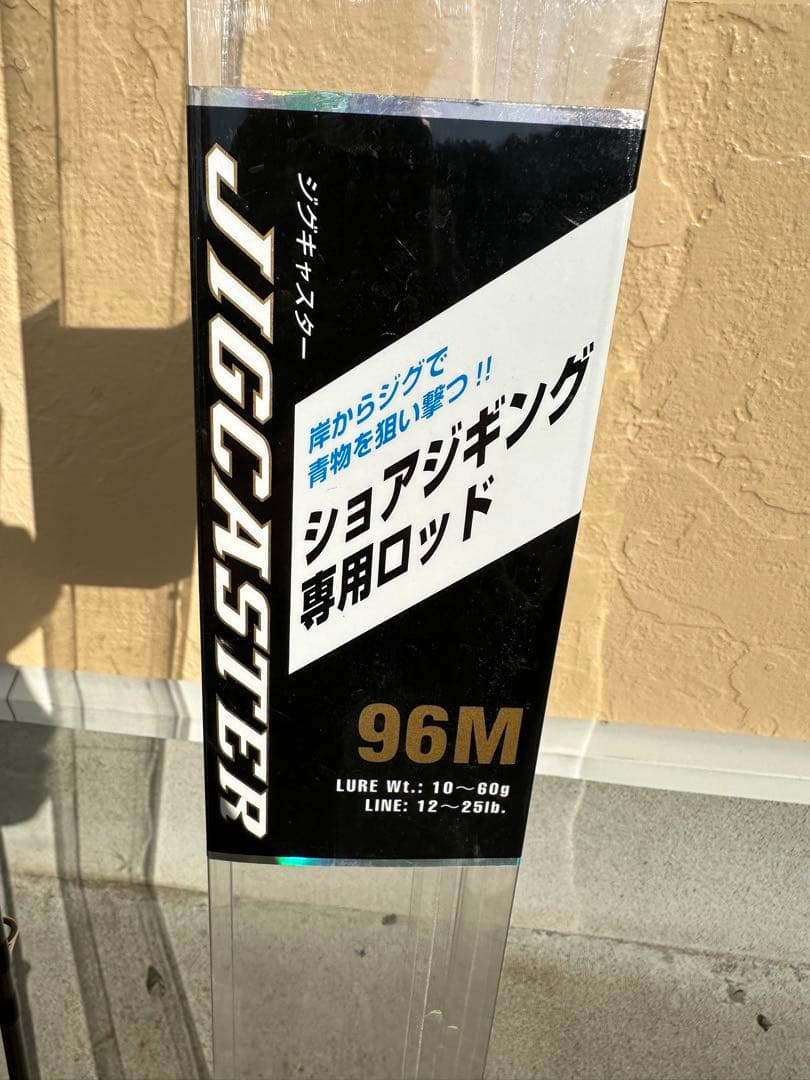 JIGCASTER
ジグキャスター
岸からジグで
青物を狙い撃つ!!
ショアジギング
専用ロッド
96M
LURE Wt.: 10～60g
LINE: 12～25lb.